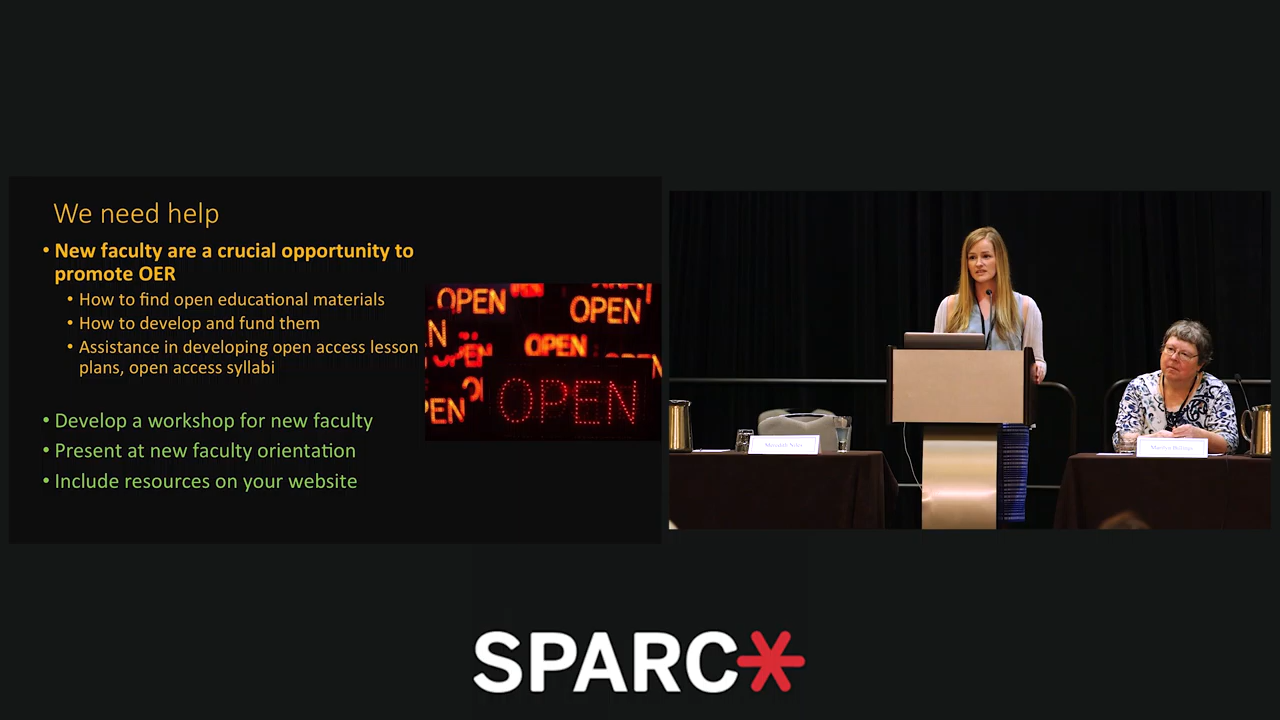 We need help
• New faculty are a crucial opportunity to
promote OER
• How to find open educational materials
• How to develop and fund them
• Assistance in developing open access lesson
plans, open access syllabi
• Develop a workshop for new faculty
• Present at new faculty orientation
• Include resources on your website
OPEN
OPEN
OPEN
OPEN
OPEN
SPARC*